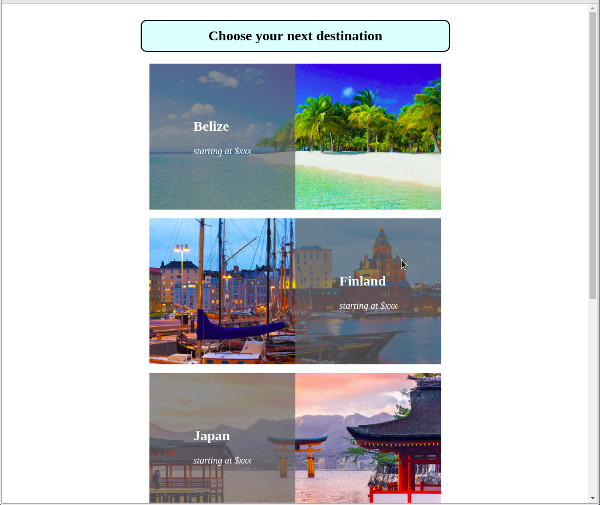 Choose your next destination
Belize
starting at $xxx
Finland
starting at $xxx
Japan
starting at $xxx